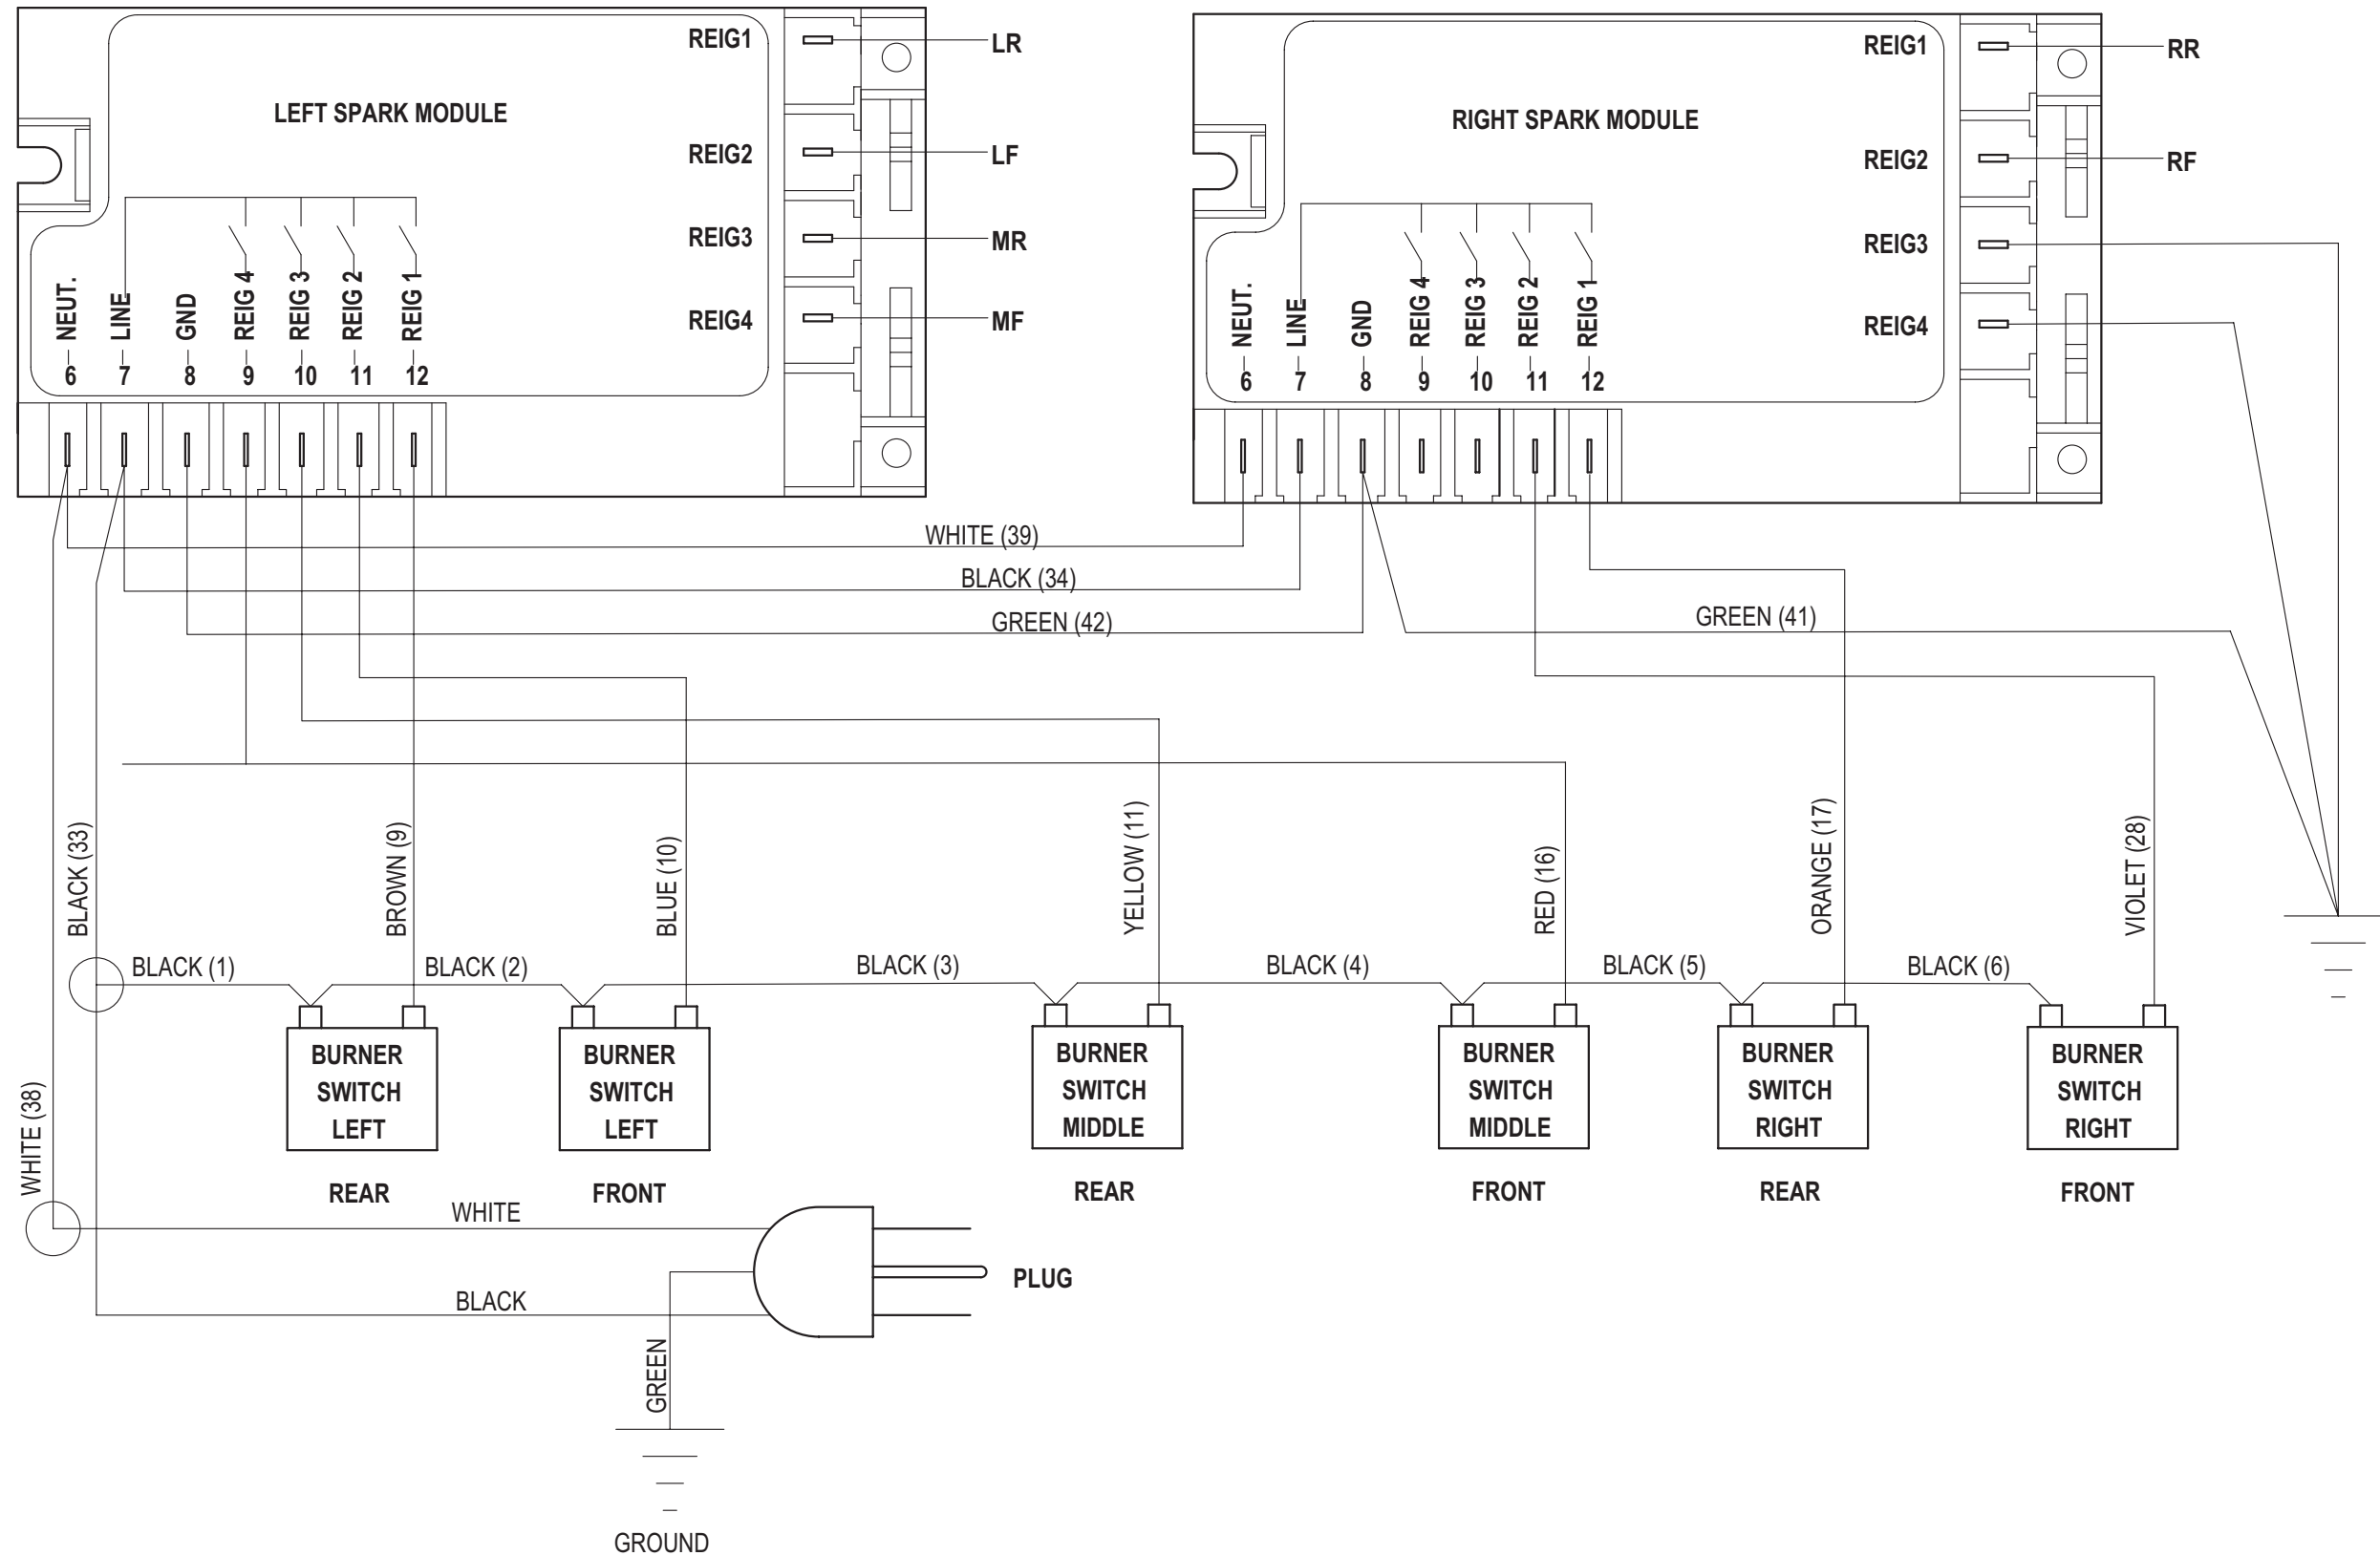 REIG1
LR
LEFT SPARK MODULE
REIG2
LF
REIG3
MR
REIG4
MF
NEUT.
LINE
GND
REIG 4
REIG 3
REIG 2
REIG 1
6 7 8 9 10 11 12
REIG1
RR
RIGHT SPARK MODULE
REIG2
RF
REIG3
REIG4
NEUT.
LINE
GND
REIG 4
REIG 3
REIG 2
REIG 1
6 7 8 9 10 11 12
WHITE (39)
BLACK (34)
GREEN (42)
GREEN (41)
BLACK (33)
BROWN (9)
BLUE (10)
YELLOW (11)
RED (16)
ORANGE (17)
VIOLET (28)
BLACK (1)
BLACK (2)
BLACK (3)
BLACK (4)
BLACK (5)
BLACK (6)
BURNER
SWITCH
LEFT
REAR
BURNER
SWITCH
LEFT
FRONT
BURNER
SWITCH
MIDDLE
REAR
BURNER
SWITCH
MIDDLE
FRONT
BURNER
SWITCH
RIGHT
REAR
BURNER
SWITCH
RIGHT
FRONT
WHITE (38)
WHITE
PLUG
BLACK
GREEN
GROUND